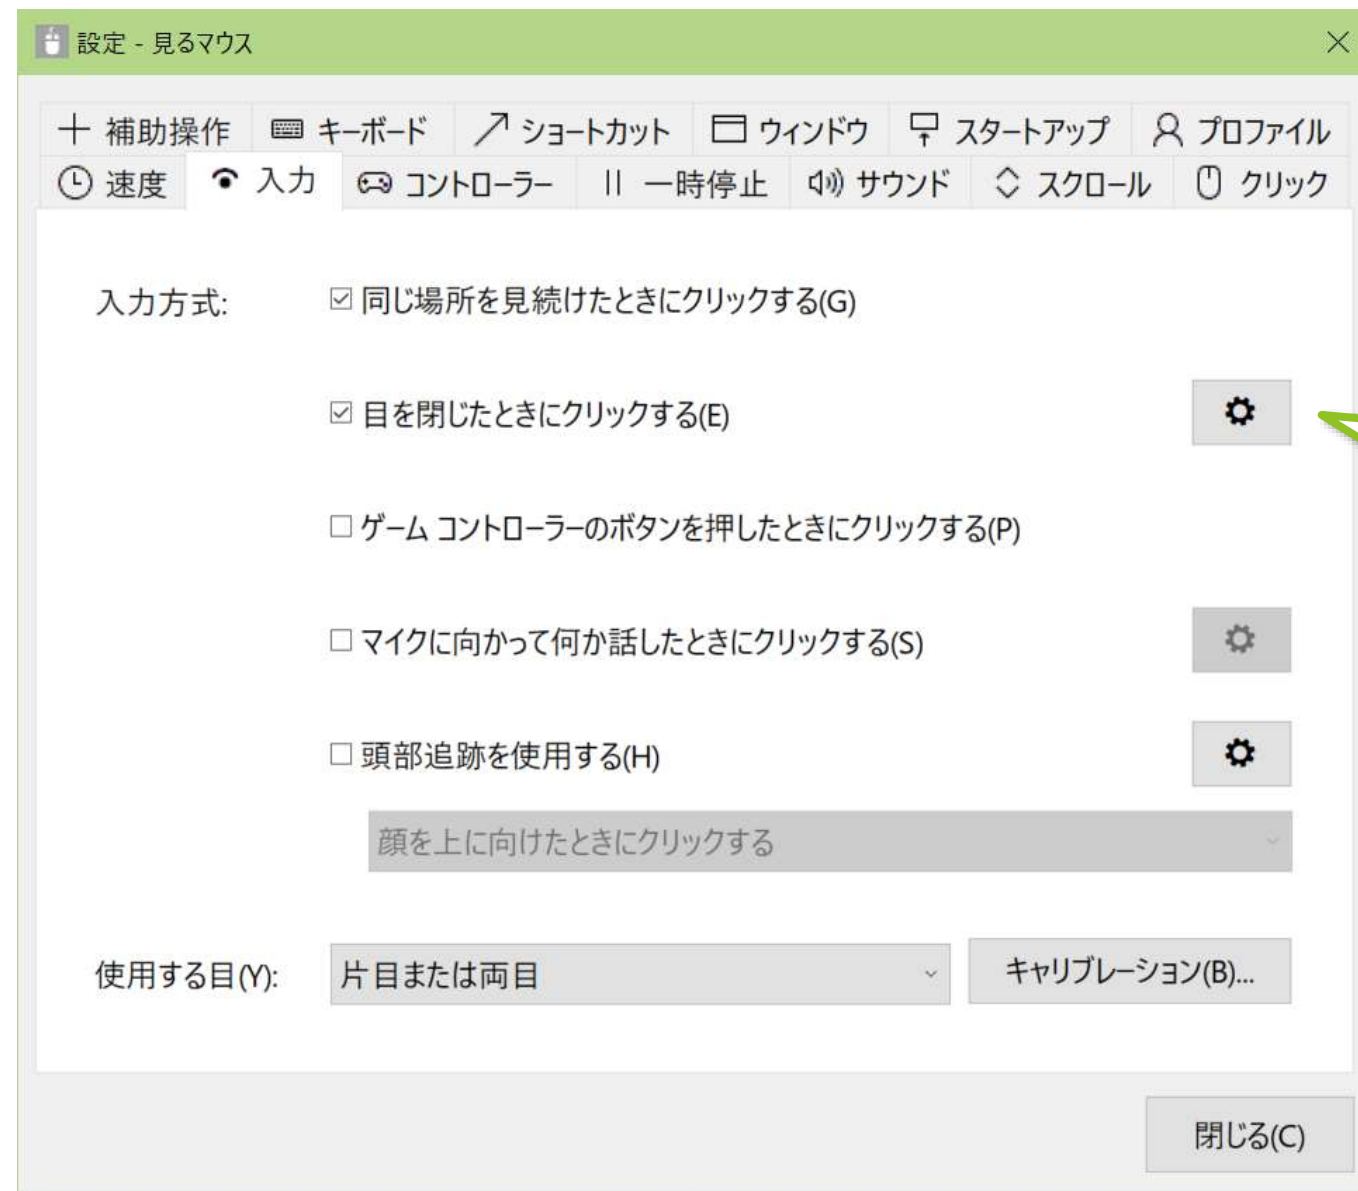 設定 - 見るマウス
補助操作 キーボード ショートカット ウィンドウ スタートアップ プロファイル
速度 入力 コントローラー 一時停止 サウンド スクロール クリック
入力方式: 同じ場所を見続けたときにクリックする(G)
目を閉じたときにクリックする(E)
ゲーム コントローラーのボタンを押したときにクリックする(P)
マイクに向かって何か話したときにクリックする(S)
頭部追跡を使用する(H)
顔を上に向けたときにクリックする
使用する目(Y): 片目または両目 キャリブレーション(B)...
閉じる(C)